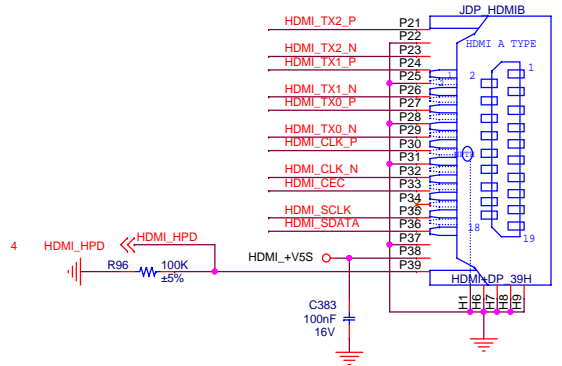 JDP_HDMIB
HDMI_TX2_P P21
P22
HDMI A TYPE
HDMI_TX2_N P23
HDMI_TX1_P P24
P25
1
2
1
3
HDMI_TX1_N P26
HDMI_TX0_P P27
P28
HDMI_TX0_N P29
HDMI_CLK_P P30
P31
HDMI_CLK_N P32
HDMI_CEC P33
P34
HDMI_SCLK P35
HDMI_SDATA P36
18
P37
19
4 HDMI_HPD HDMI_HPD
HDMI_+V5S P38
R96 100K
±5%
P39
HDMI+DP_39H
H1 H6 H7 H8 H9
C383
100nF
16V